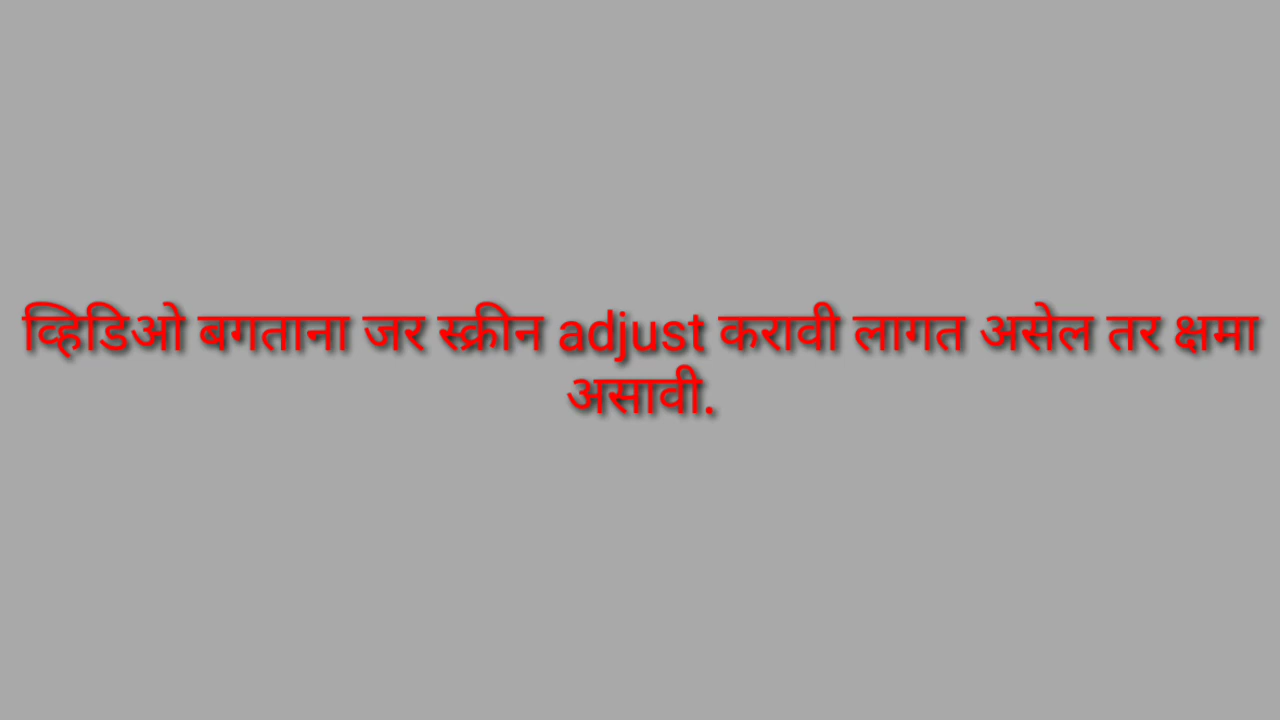 व्हिडिओ बगताना जर स्क्रीन adjust करावी लागत असेल तर क्षमा
असावी.